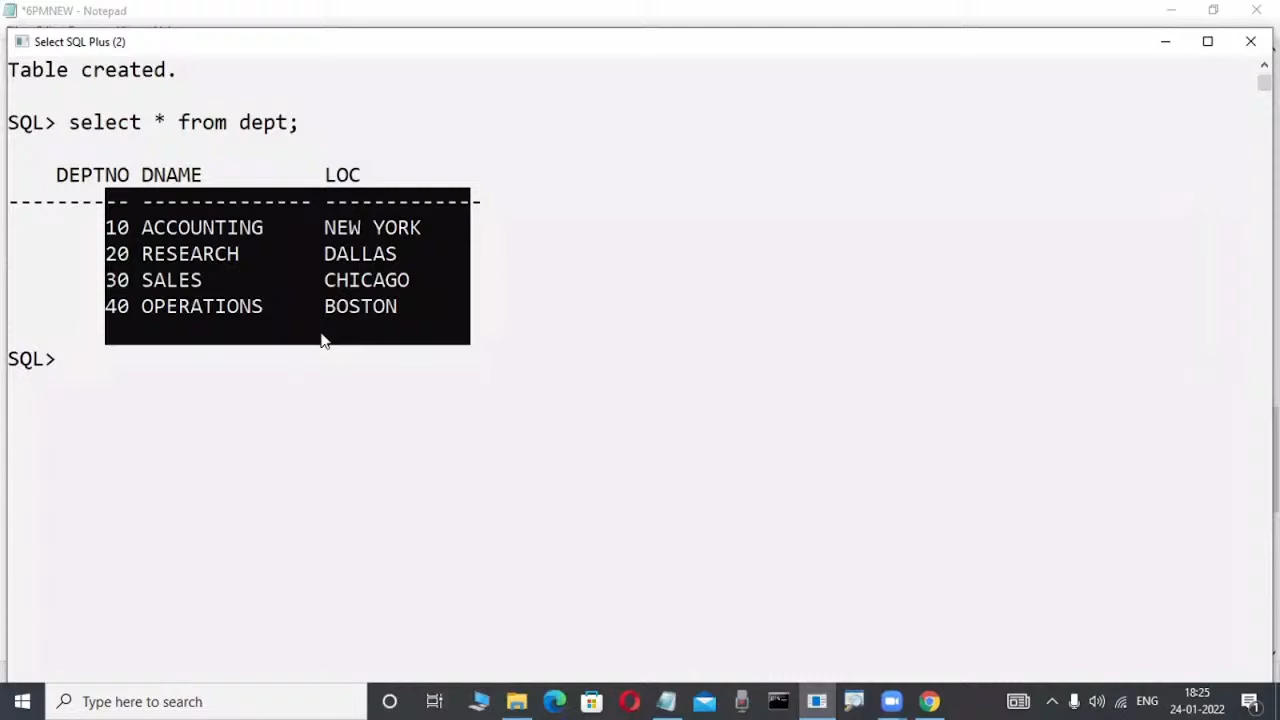 *6PMNEW - Notepad
Select SQL Plus (2)
Table created.
SQL> select * from dept;
DEPTNO DNAME LOC
---------- -------------- -------------
10 ACCOUNTING NEW YORK
20 RESEARCH DALLAS
30 SALES CHICAGO
40 OPERATIONS BOSTON
SQL>
Type here to search
ENG
18:25
24-01-2022
1